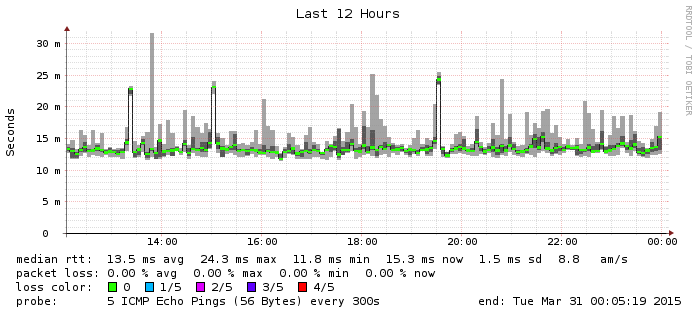 Last 12 Hours
RRDTOOL / TOBI OETIKER
Seconds
30 m
25 m
20 m
15 m
10 m
5 m
0
14:00 16:00 18:00 20:00 22:00 00:00
median rtt: 13.5 ms avg 24.3 ms max 11.8 ms min 15.3 ms now 1.5 ms sd 8.8 am/s
packet loss: 0.00 % avg 0.00 % max 0.00 % min 0.00 % now
loss color: 0 1/5 2/5 3/5 4/5
probe: 5 ICMP Echo Pings (56 Bytes) every 300s end: Tue Mar 31 00:05:19 2015